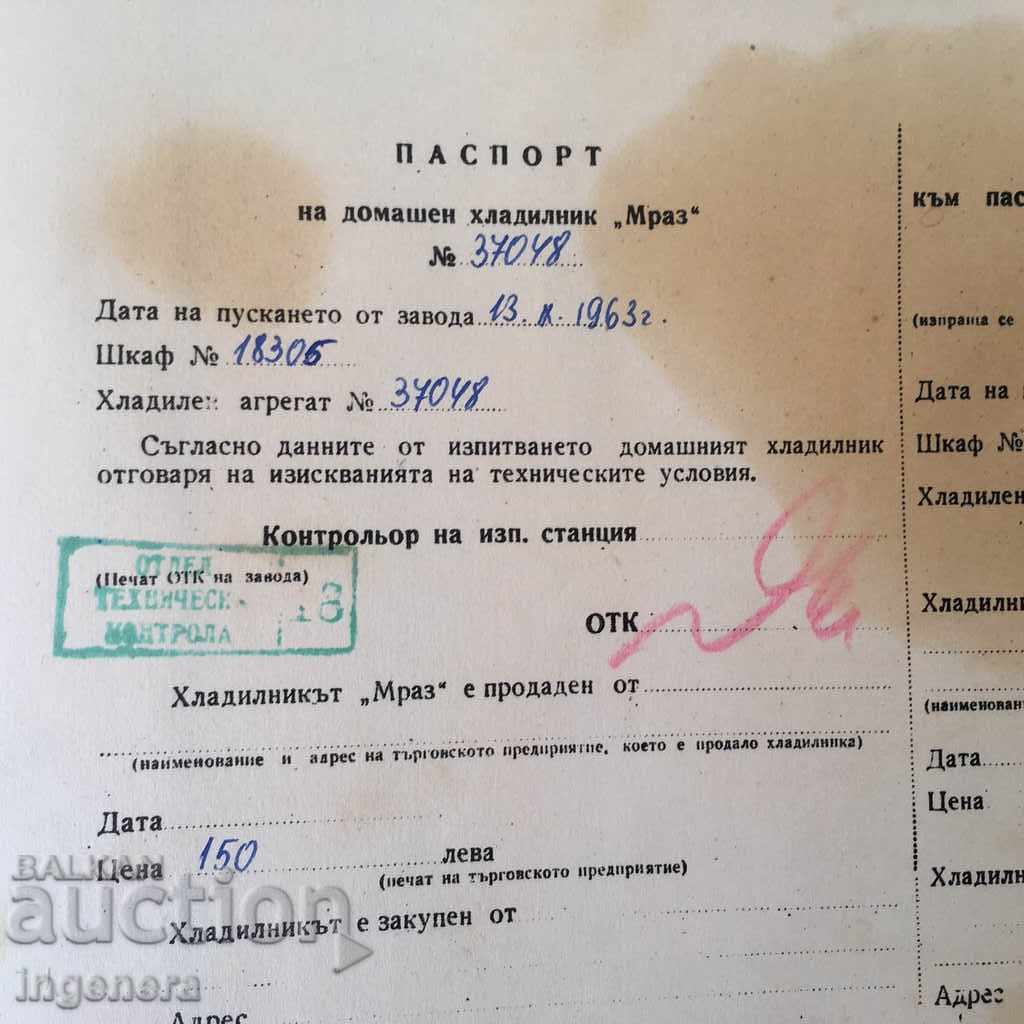 ПАСПОРТ
на домашен хладилник „Мраз“
№ 37048
Дата на пускането от завода 13. X. 1963 г.
Шкаф № 18305
Хладилен агрегат № 37048
Съгласно данните от изпитването домашният хладилник
отговаря на изискванията на техническите условия.
Контрольор на изп. станция
(Печат ОТК на завода)
ОТДЕЛ
ТЕХНИЧЕСК
КОНТРОЛА
ОТК
Хладилникът „Мраз“ е продаден от
(наименование и адрес на търговското предприятие, което е продало хладилника)
Дата
Цена 150 лева
(печат на търговското предприятие)
Хладилникът е закупен от
Адрес
към пас
(изпраща се
Дата на
Шкаф №
Хладилен
Хладилни
(наименован
Дата
Цена
Хладилн
Адрес
BALKAN
auction
ingenera